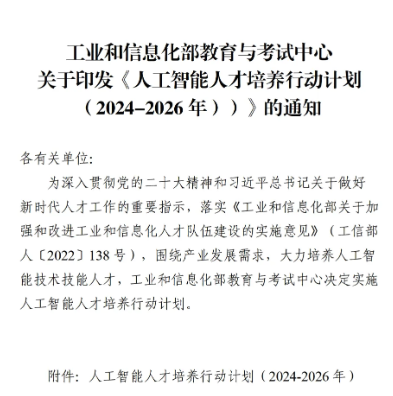 工业和信息化部教育与考试中心
关于印发《人工智能人才培养行动计划
（2024-2026 年））》的通知
各有关单位：
为深入贯彻党的二十大精神和习近平总书记关于做好
新时代人才工作的重要指示，落实《工业和信息化部关于加
强和改进工业和信息化人才队伍建设的实施意见》（工信部
人〔2022〕138 号），围绕产业发展需求，大力培养人工智
能技术技能人才，工业和信息化部教育与考试中心决定实施
人工智能人才培养行动计划。
附件：人工智能人才培养行动计划（2024-2026 年）